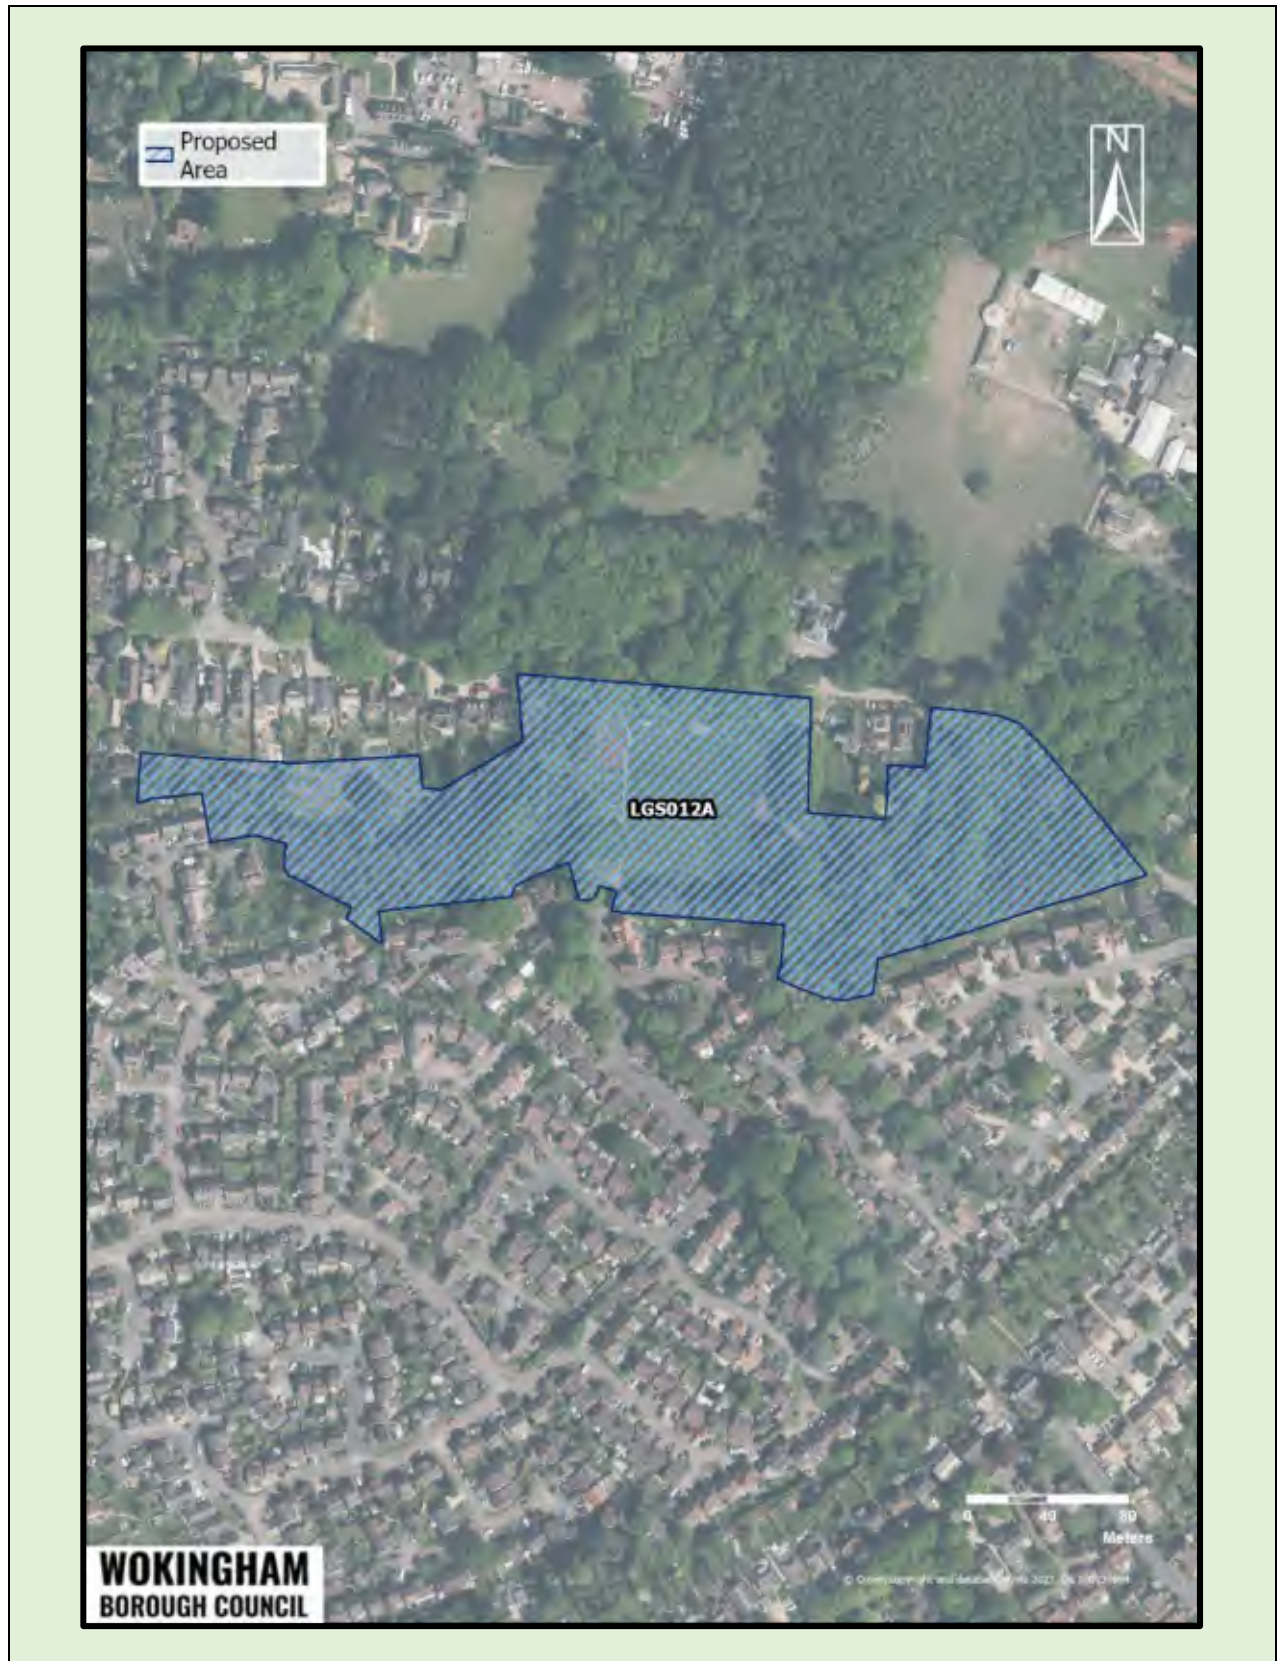 Proposed
Area
N
LGS012A
0 40 80
Meters
WOKINGHAM
BOROUGH COUNCIL